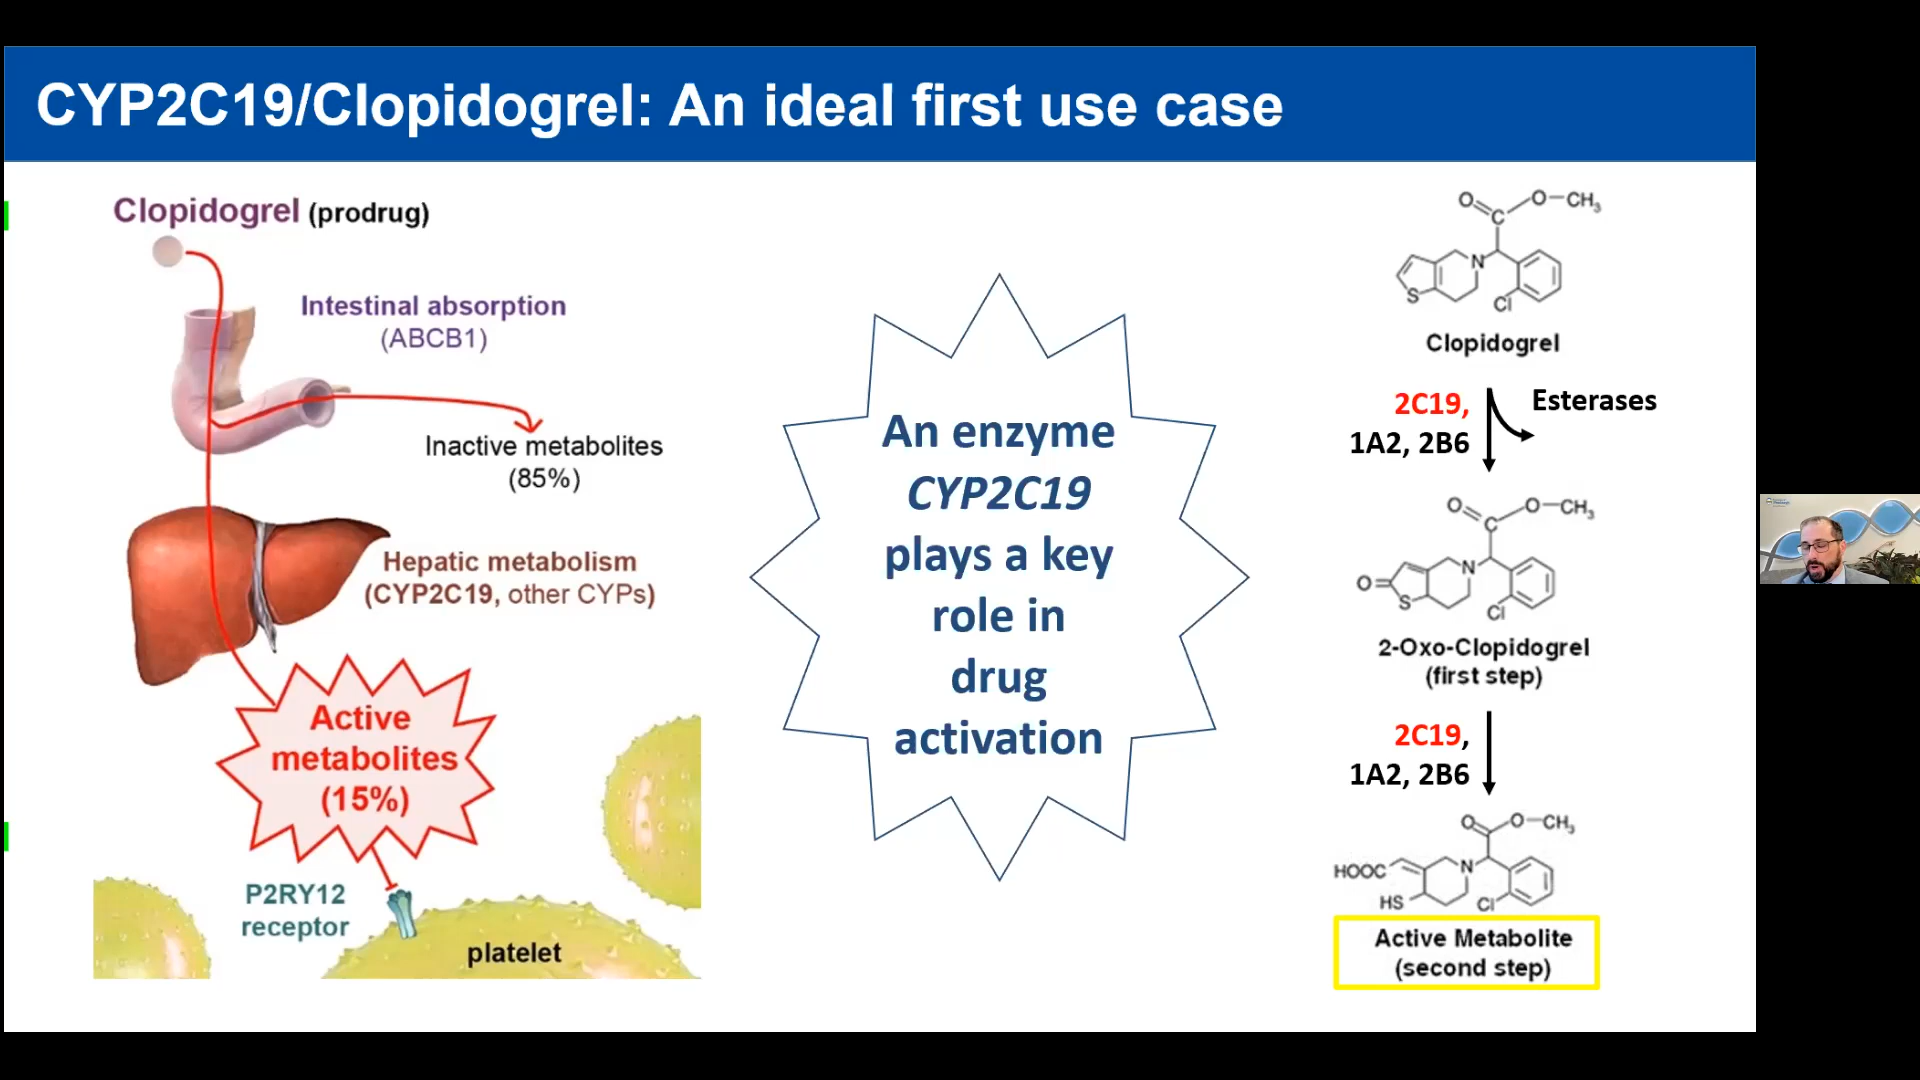 CYP2C19/Clopidogrel: An ideal first use case
Clopidogrel (prodrug)
Intestinal absorption
(ABCB1)
Inactive metabolites
(85%)
Hepatic metabolism
(CYP2C19, other CYPs)
Active
metabolites
(15%)
P2RY12
receptor
platelet
An enzyme
CYP2C19
plays a key
role in
drug
activation
O
O-CH3
C
N
S
Cl
Clopidogrel
2C19,
1A2, 2B6
Esterases
O
O-CH3
C
N
O
S
Cl
2-Oxo-Clopidogrel
(first step)
2C19,
1A2, 2B6
O
O-CH3
HOOC
N
HS
Cl
Active Metabolite
(second step)